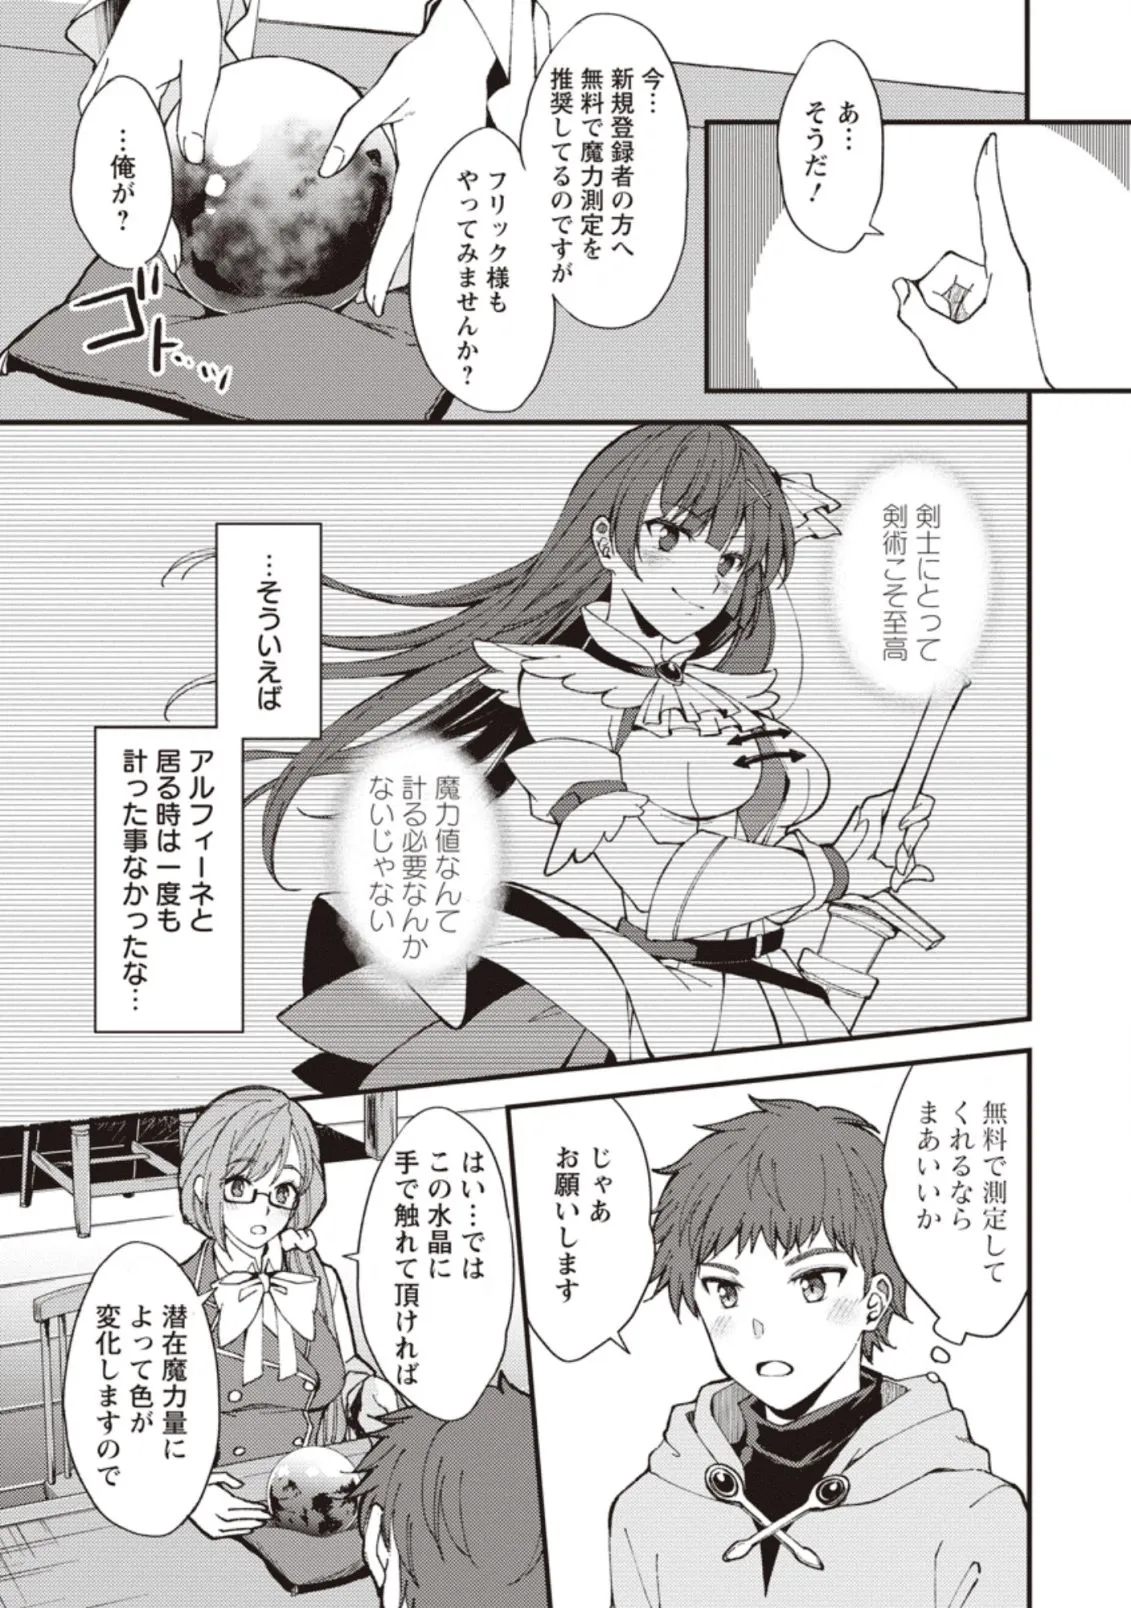 あ…
そうだ！
今…
新規登録者の方へ
無料で魔力測定を
推奨してるのですが
フリック様も
やってみませんか？
…俺が？
ゴト…
剣士にとって
剣術こそ至高
魔力値なんて
計る必要なんか
ないじゃない
…そういえば
アルフィーネと
居る時は一度も
計った事なかったな…
無料で測定して
くれるなら
まあいいか
じゃあ
お願いします
はい…では
この水晶に
手で触れて頂ければ
潜在魔力量に
よって色が
変化しますので